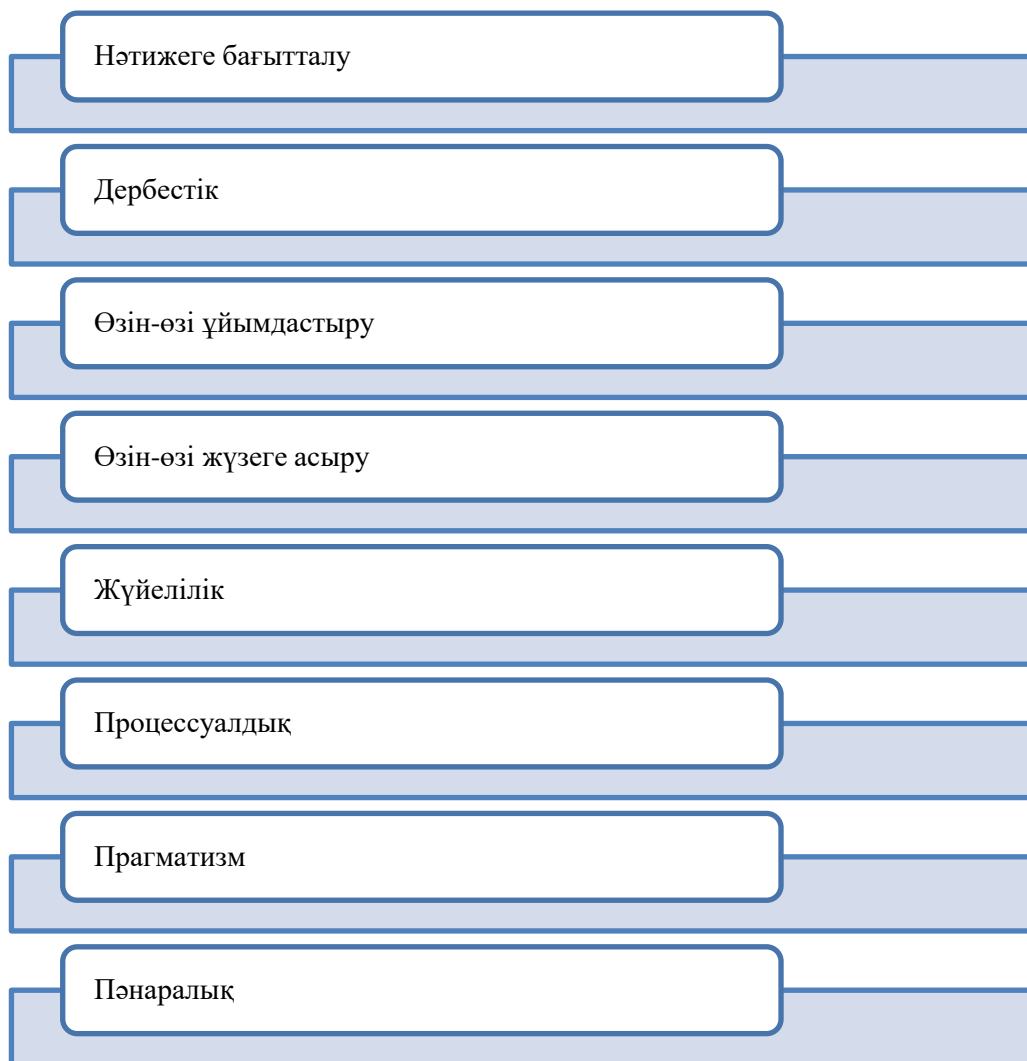 Нәтижеге бағытталу
Дербестік
Өзін-өзі ұйымдастыру
Өзін-өзі жүзеге асыру
Жүйелілік
Процессуалдық
Прагматизм
Пәнаралық